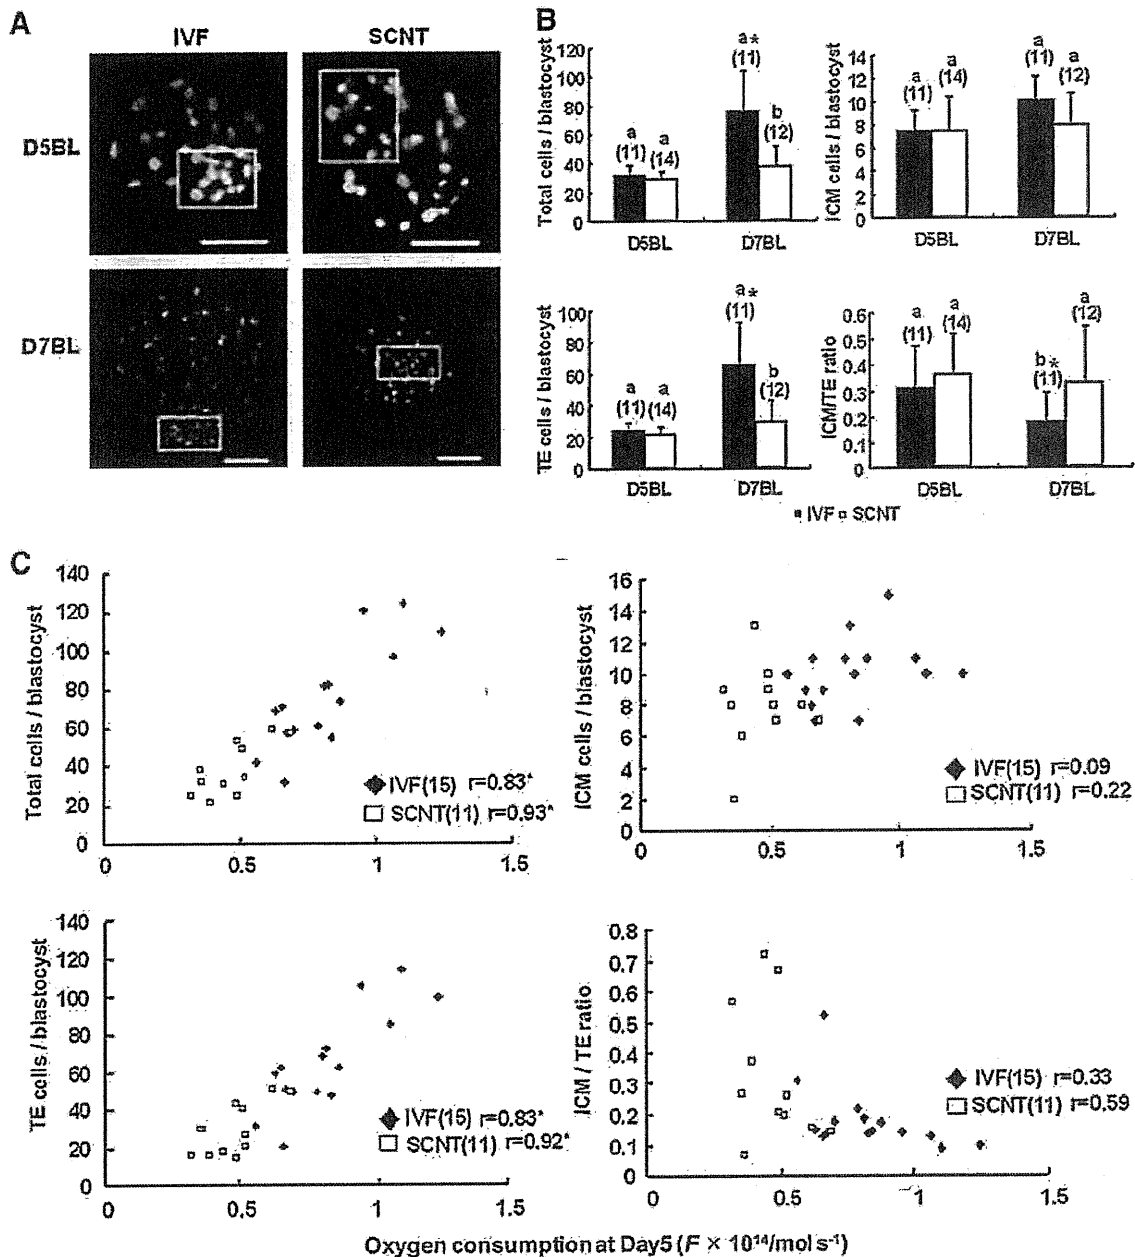 A
IVF
SCNT
D5BL
D7BL
B
Total cells / blastocyst
120
100
80
60
40
20
0
a
(11)
a
(14)
a*
(11)
b
(12)
D5BL
D7BL
ICM cells / blastocyst
14
12
10
8
6
4
2
0
a
(11)
a
(14)
a
(11)
a
(12)
D5BL
D7BL
TE cells / blastocyst
100
80
60
40
20
0
a
(11)
a
(14)
a*
(11)
b
(12)
D5BL
D7BL
ICM/TE ratio
0.6
0.5
0.4
0.3
0.2
0.1
0
a
(11)
a
(14)
b*
(11)
a
(12)
D5BL
D7BL
IVF SCNT
C
Total cells / blastocyst
140
120
100
80
60
40
20
0
0
0.5
1
1.5
IVF(15) r=0.83*
SCNT(11) r=0.93*
ICM cells / blastocyst
16
14
12
10
8
6
4
2
0
0
0.5
1
1.5
IVF(15) r=0.09
SCNT(11) r=0.22
TE cells / blastocyst
140
120
100
80
60
40
20
0
0
0.5
1
1.5
IVF(15) r=0.83*
SCNT(11) r=0.92*
ICM / TE ratio
0.8
0.7
0.6
0.5
0.4
0.3
0.2
0.1
0
0
0.5
1
1.5
IVF(15) r=0.33
SCNT(11) r=0.59
Oxygen consumption at Day5 (F × 10¹⁴/mol s⁻¹)